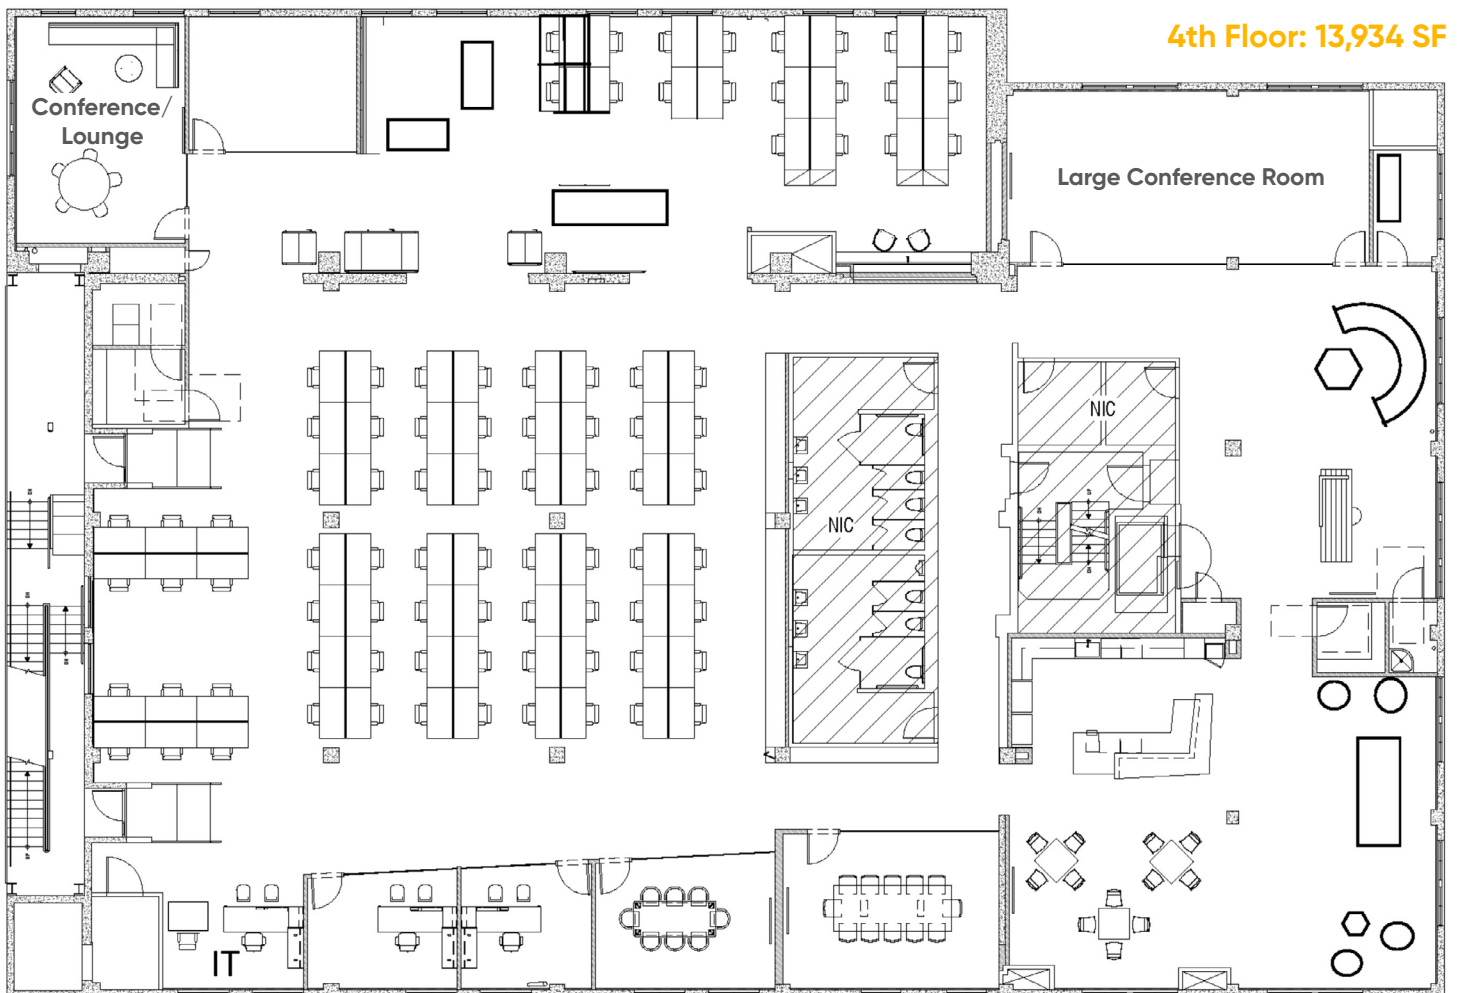 4th Floor: 13,934 SF
Conference/
Lounge
Large Conference Room
NIC
NIC
IT